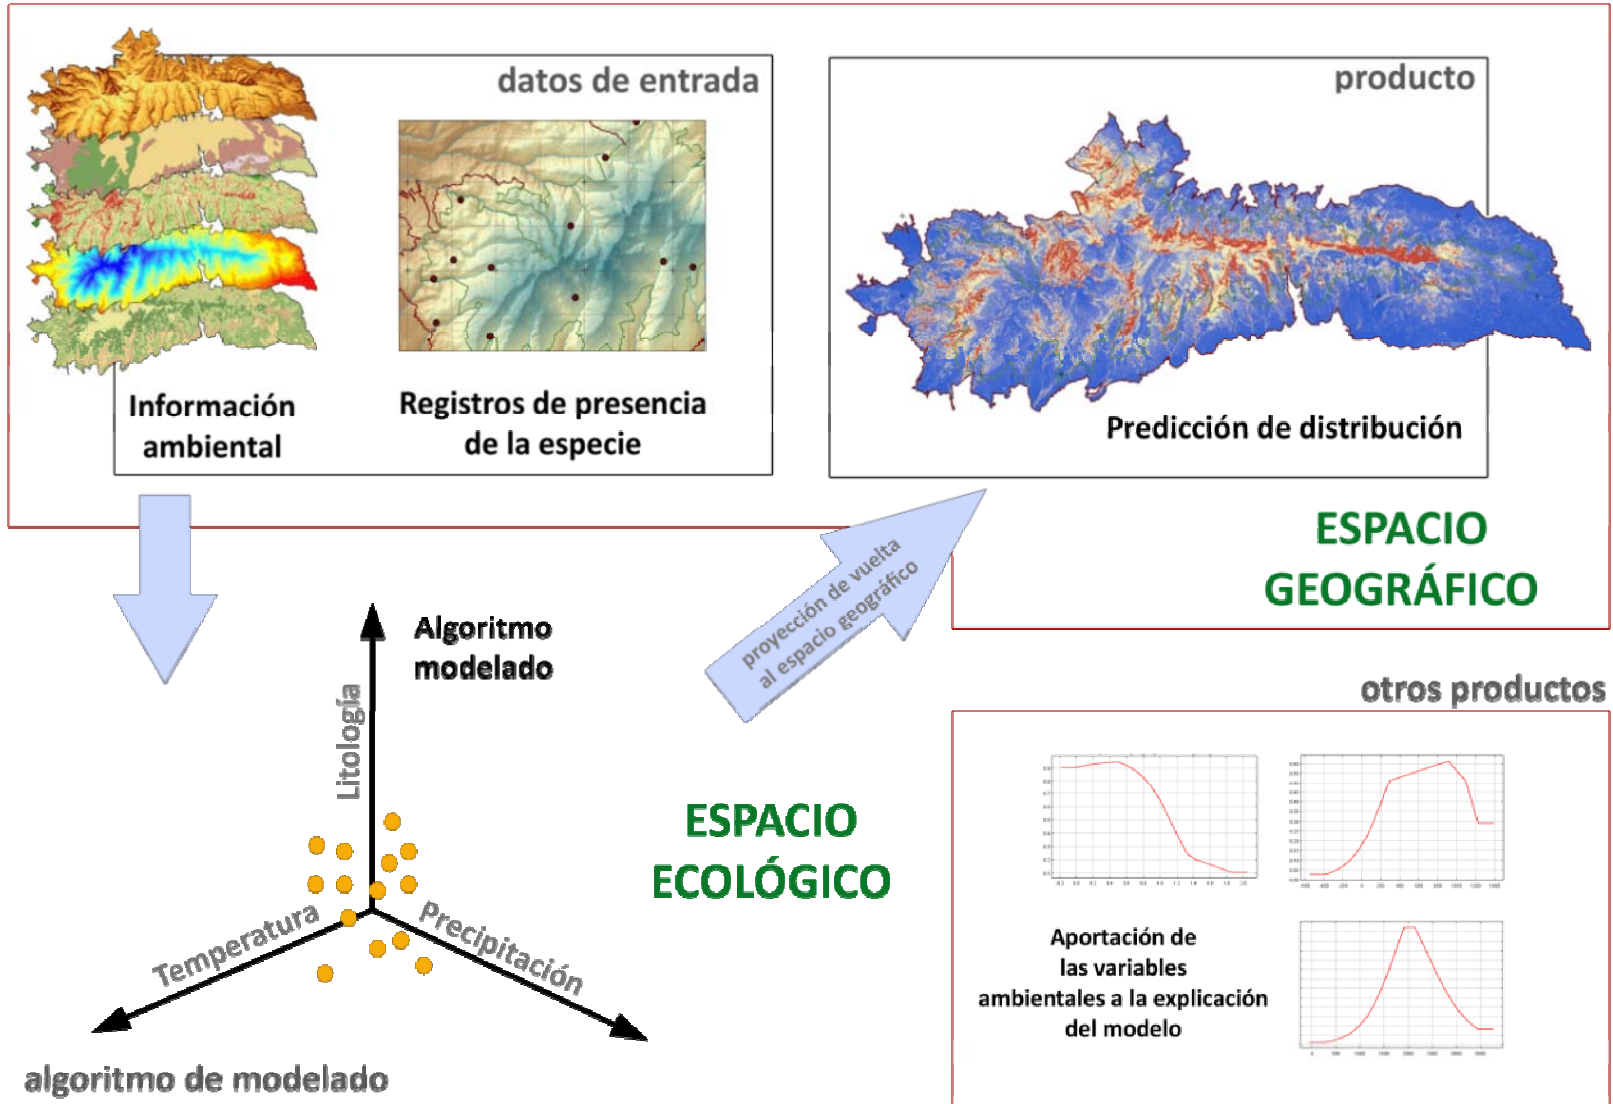 datos de entrada
Información
ambiental
Registros de presencia
de la especie
producto
Predicción de distribución
ESPACIO
GEOGRÁFICO
proyección de vuelta
al espacio geográfico
Algoritmo
modelado
Litología
Temperatura
Precipitación
algoritmo de modelado
ESPACIO
ECOLÓGICO
otros productos
Aportación de
las variables
ambientales a la explicación
del modelo